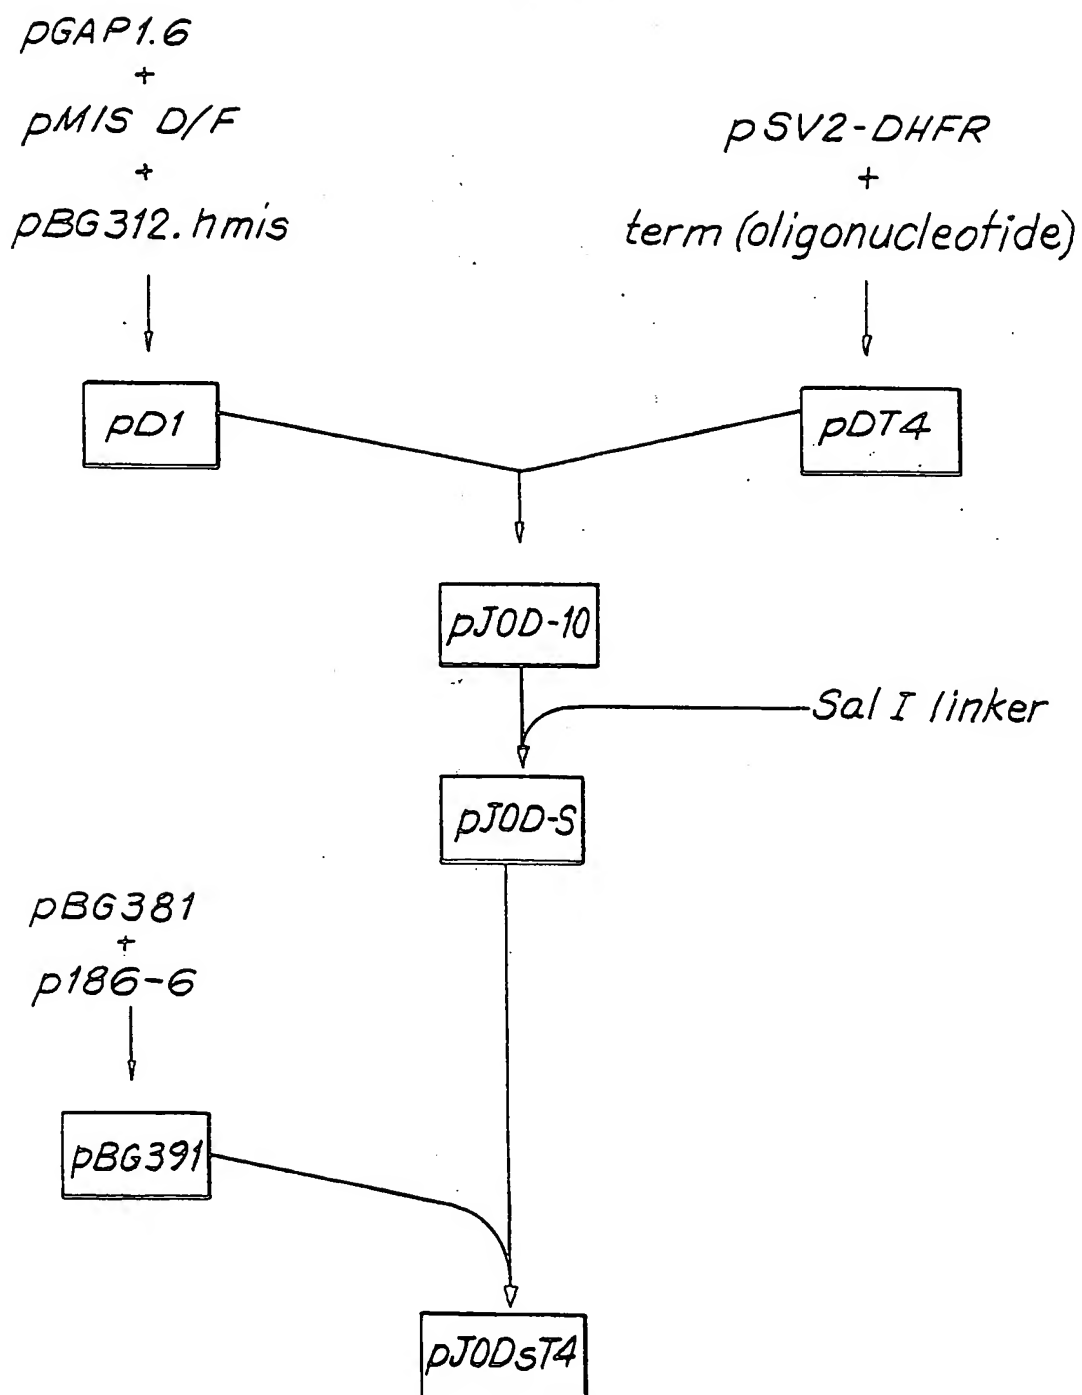 pGAP1.6
+
pMIS D/F
+
pBG312.hmis
pSV2-DHFR
+
term (oligonucleotide)
pD1
pDT4
pJOD-10
Sal I linker
pJOD-S
pBG381
+
p186-6
pBG391
pJODsT4